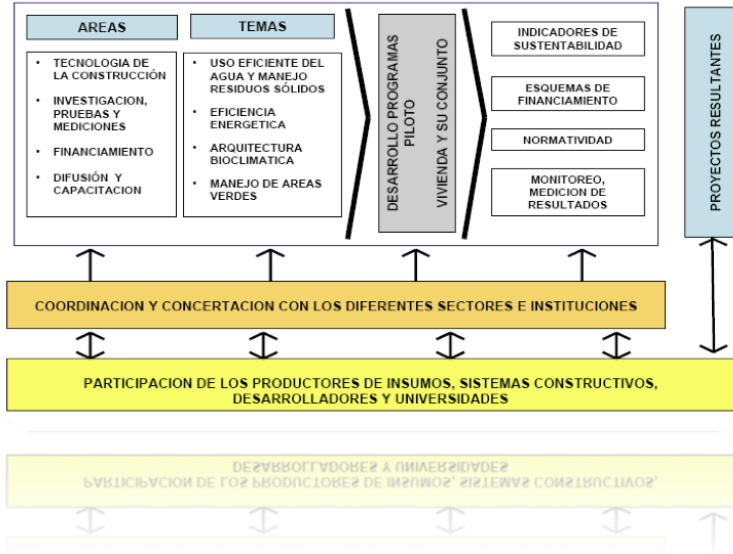 AREAS
• TECNOLOGIA DE
LA CONSTRUCCIÓN
• INVESTIGACION,
PRUEBAS Y
MEDICIONES
• FINANCIAMIENTO
• DIFUSIÓN Y
CAPACITACION
TEMAS
• USO EFICIENTE DEL
AGUA Y MANEJO
RESIDUOS SÓLIDOS
• EFICIENCIA
ENERGETICA
• ARQUITECTURA
BIOCLIMATICA
• MANEJO DE AREAS
VERDES
DESARROLLO PROGRAMAS
PILOTO
VIVIENDA Y SU CONJUNTO
INDICADORES DE
SUSTENTABILIDAD
ESQUEMAS DE
FINANCIAMIENTO
NORMATIVIDAD
MONITOREO,
MEDICION DE
RESULTADOS
PROYECTOS RESULTANTES
COORDINACION Y CONCERTACION CON LOS DIFERENTES SECTORES E INSTITUCIONES
PARTICIPACION DE LOS PRODUCTORES DE INSUMOS, SISTEMAS CONSTRUCTIVOS,
DESARROLLADORES Y UNIVERSIDADES